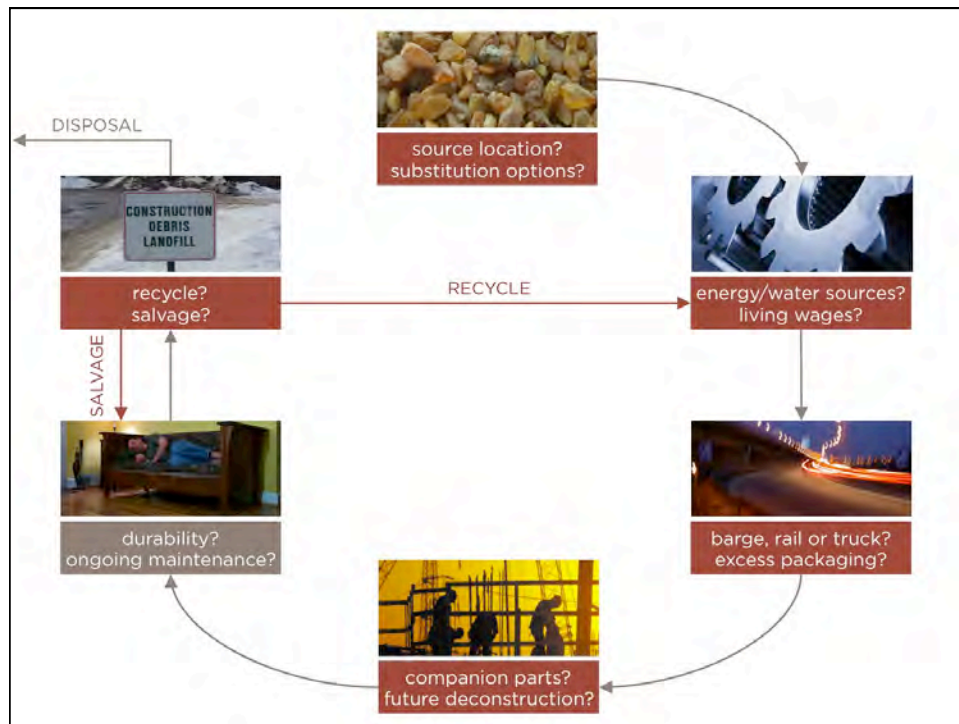 source location?
substitution options?
DISPOSAL
CONSTRUCTION
DEBRIS
LANDFILL
recycle?
salvage?
RECYCLE
energy/water sources?
living wages?
SALVAGE
durability?
ongoing maintenance?
barge, rail or truck?
excess packaging?
companion parts?
future deconstruction?